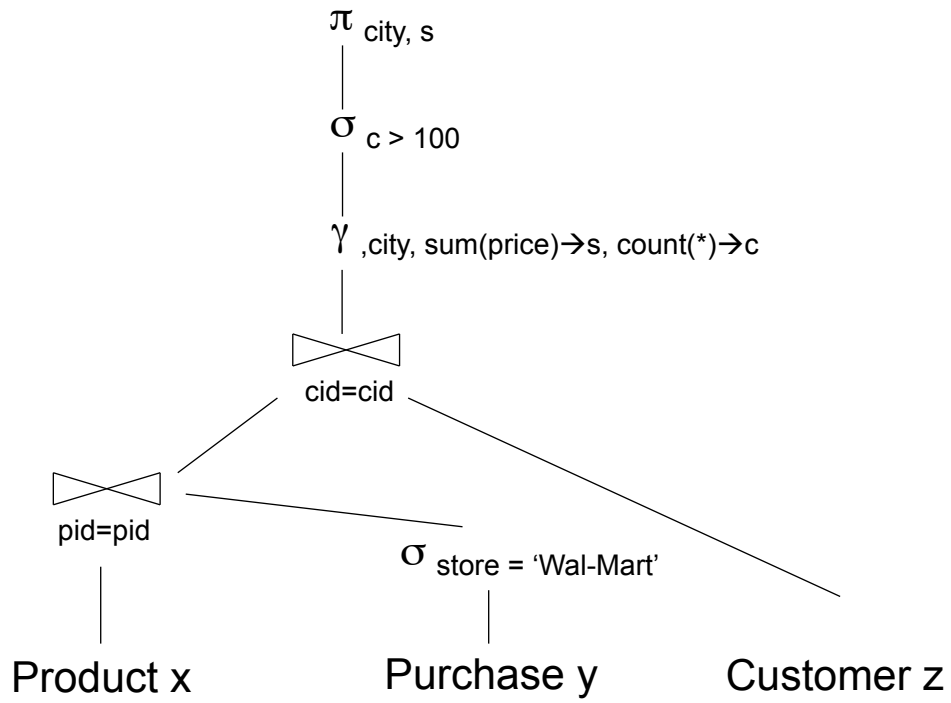 π city, s
σ c > 100
γ ,city, sum(price)→s, count(*)→c
cid=cid
pid=pid
σ store = ‘Wal-Mart’
Product x
Purchase y
Customer z